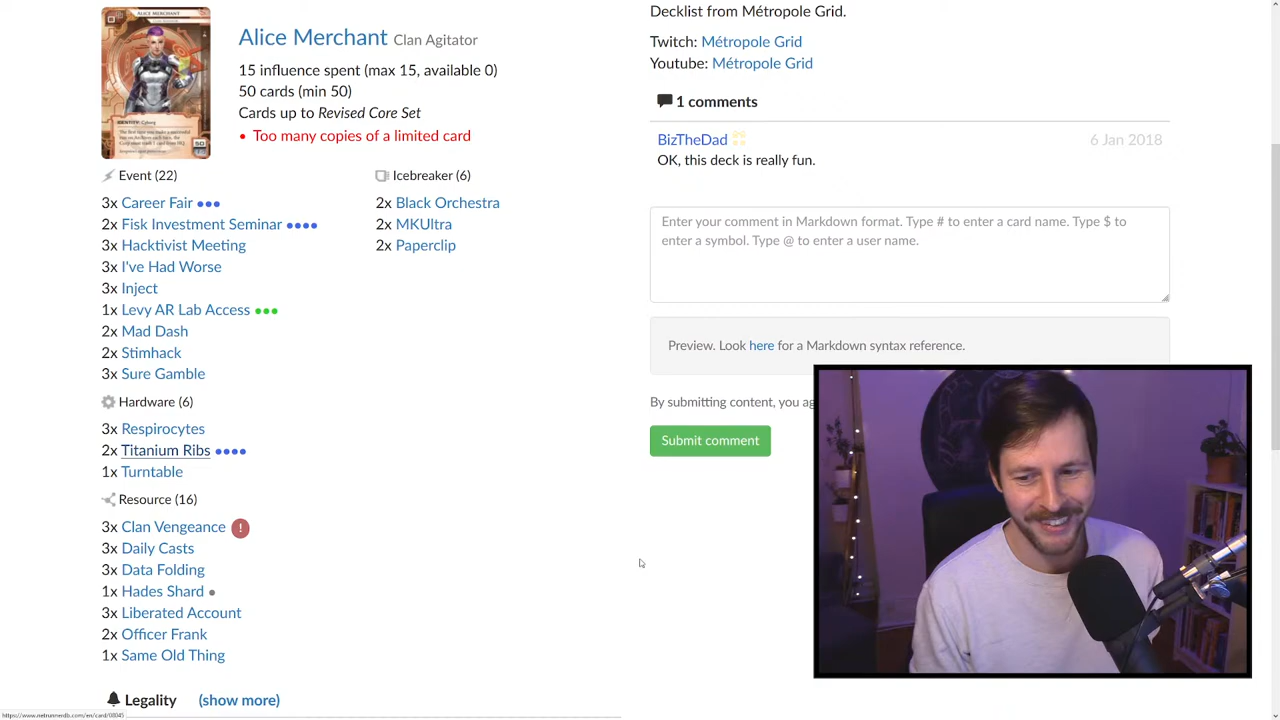 Alice Merchant Clan Agitator
15 influence spent (max 15, available 0)
50 cards (min 50)
Cards up to Revised Core Set
Too many copies of a limited card
Event (22)
3x Career Fair
2x Fisk Investment Seminar
3x Hacktivist Meeting
3x I've Had Worse
3x Inject
1x Levy AR Lab Access
2x Mad Dash
2x Stimhack
3x Sure Gamble
Hardware (6)
3x Respirocytes
2x Titanium Ribs
1x Turntable
Resource (16)
3x Clan Vengeance !
3x Daily Casts
3x Data Folding
1x Hades Shard
3x Liberated Account
2x Officer Frank
1x Same Old Thing
Legality (show more)
Icebreaker (6)
2x Black Orchestra
2x MKUltra
2x Paperclip
Decklist from Métropole Grid.
Twitch: Métropole Grid
Youtube: Métropole Grid
1 comments
BizTheDad 6 Jan 2018
OK, this deck is really fun.
Enter your comment in Markdown format. Type # to enter a card name. Type $ to
enter a symbol. Type @ to enter a user name.
Preview. Look here for a Markdown syntax reference.
By submitting content, you ag
Submit comment